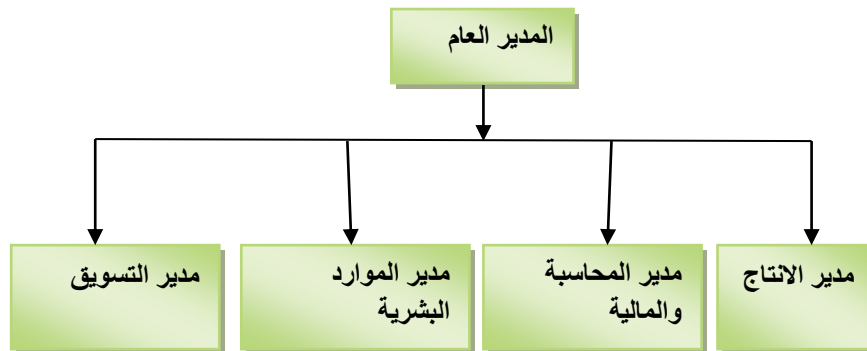 المدير العام
مدير الانتاج
مدير المحاسبة
والمالية
مدير الموارد
البشرية
مدير التسويق